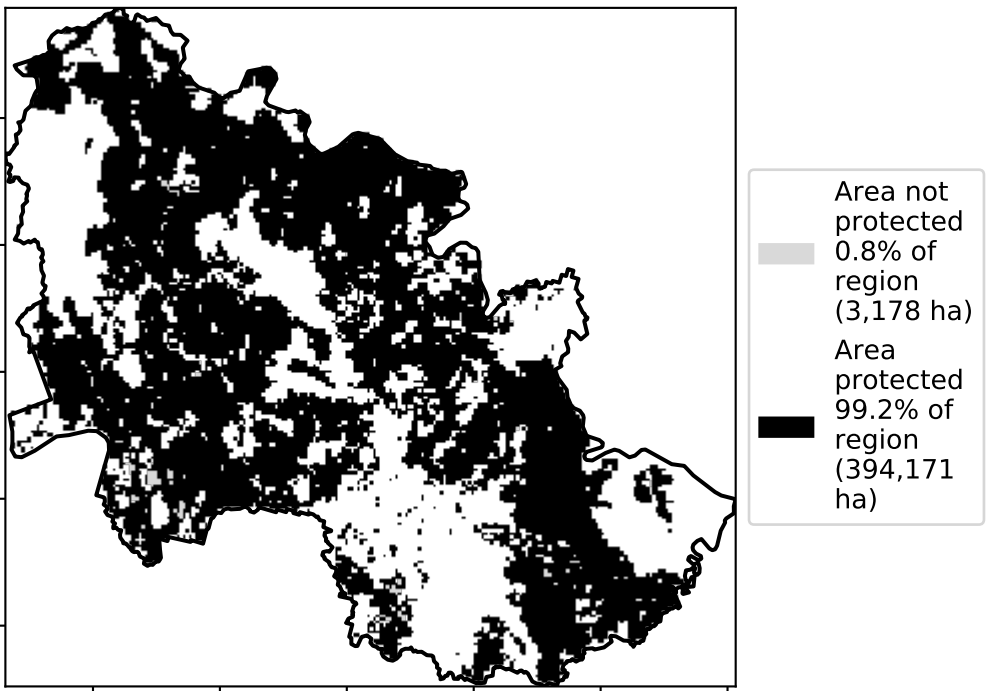 Area not
protected
0.8% of
region
(3,178 ha)
Area
protected
99.2% of
region
(394,171
ha)